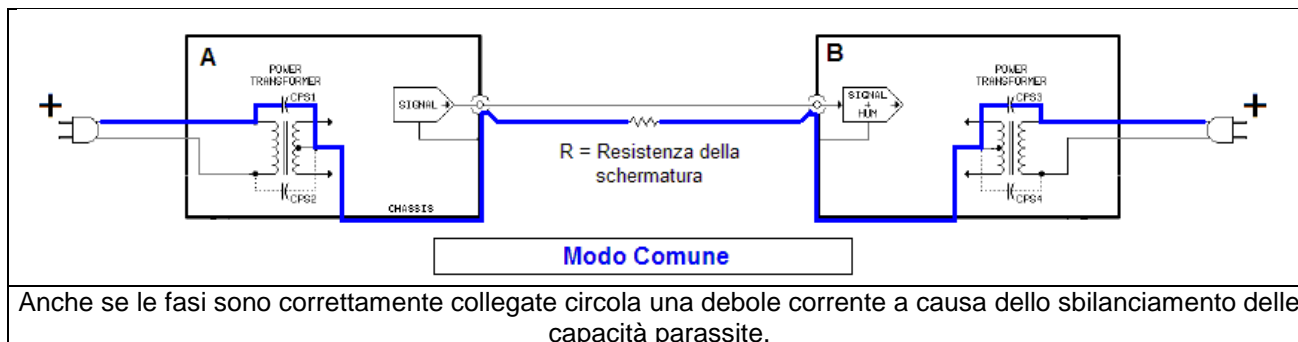 A
B
POWER
TRANSFORMER
CPS1
CPS2
SIGNAL
CHASSIS
+
R = Resistenza della
schermatura
SIGNAL
+
HUM
POWER
TRANSFORMER
CPS3
CPS4
+
Modo Comune
Anche se le fasi sono correttamente collegate circola una debole corrente a causa dello sbilanciamento delle
capacità parassite.